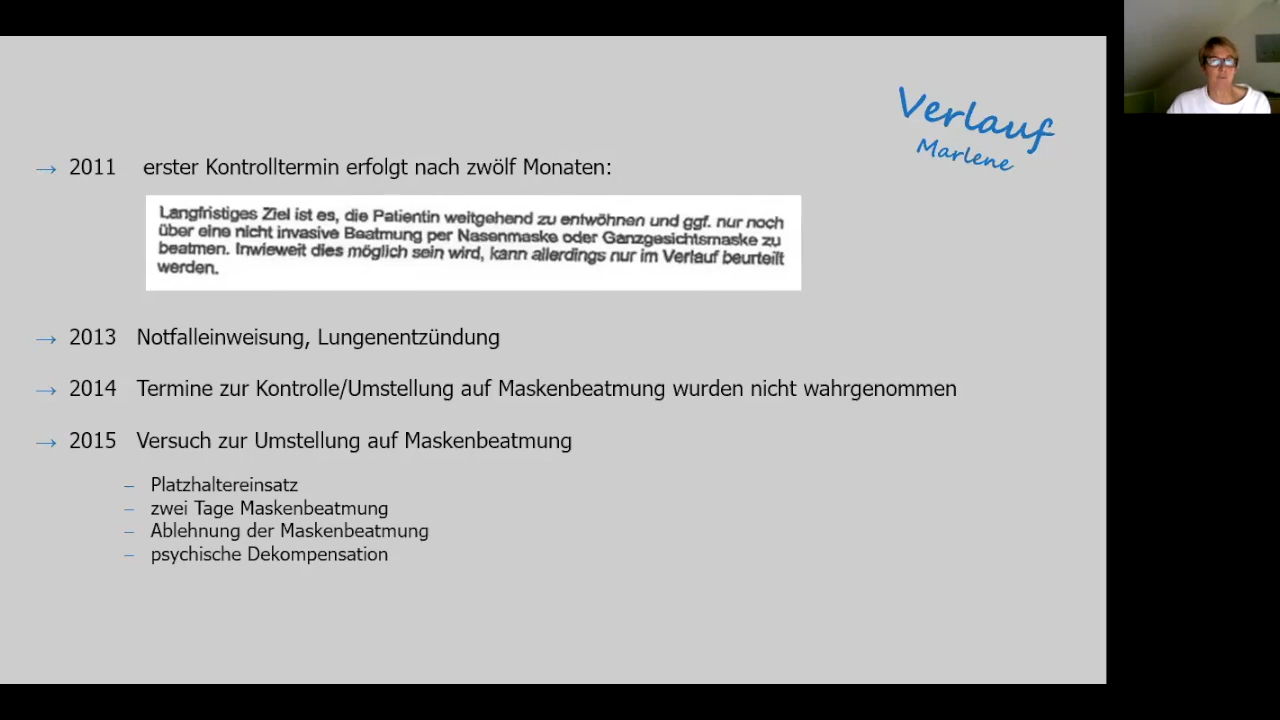 Verlauf
Marlene
→ 2011 erster Kontrolltermin erfolgt nach zwölf Monaten:
Langfristiges Ziel ist es, die Patientin weitgehend zu entwöhnen und ggf. nur noch
über eine nicht invasive Beatmung per Nasenmaske oder Ganzgesichtsmaske zu
beatmen. Inwieweit dies möglich sein wird, kann allerdings nur im Verlauf beurteilt
werden.
→ 2013 Notfalleinweisung, Lungenentzündung
→ 2014 Termine zur Kontrolle/Umstellung auf Maskenbeatmung wurden nicht wahrgenommen
→ 2015 Versuch zur Umstellung auf Maskenbeatmung
– Platzhaltereinsatz
– zwei Tage Maskenbeatmung
– Ablehnung der Maskenbeatmung
– psychische Dekompensation